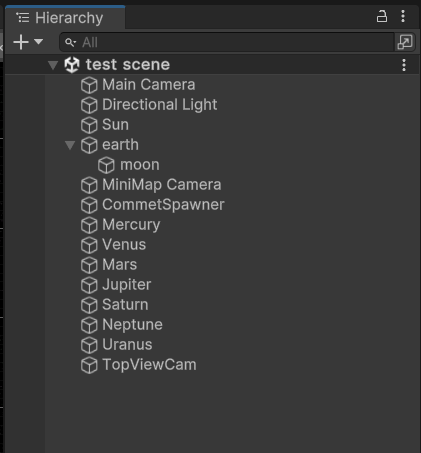 Hierarchy
All
test scene
Main Camera
Directional Light
Sun
earth
moon
MiniMap Camera
CommetSpawner
Mercury
Venus
Mars
Jupiter
Saturn
Neptune
Uranus
TopViewCam